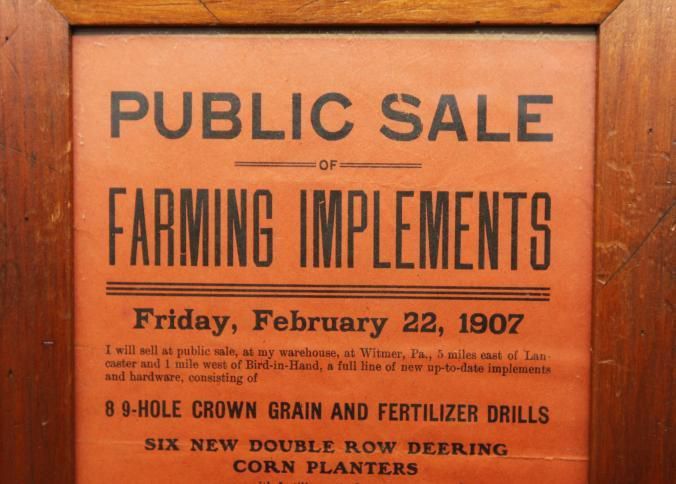 PUBLIC SALE
OF
FARMING IMPLEMENTS
Friday, February 22, 1907
I will sell at public sale, at my warehouse, at Witmer, Pa., 5 miles east of Lan-
caster and 1 mile west of Bird-in-Hand, a full line of new up-to-date implements
and hardware, consisting of
8 9-HOLE CROWN GRAIN AND FERTILIZER DRILLS
SIX NEW DOUBLE ROW DEERING
CORN PLANTERS